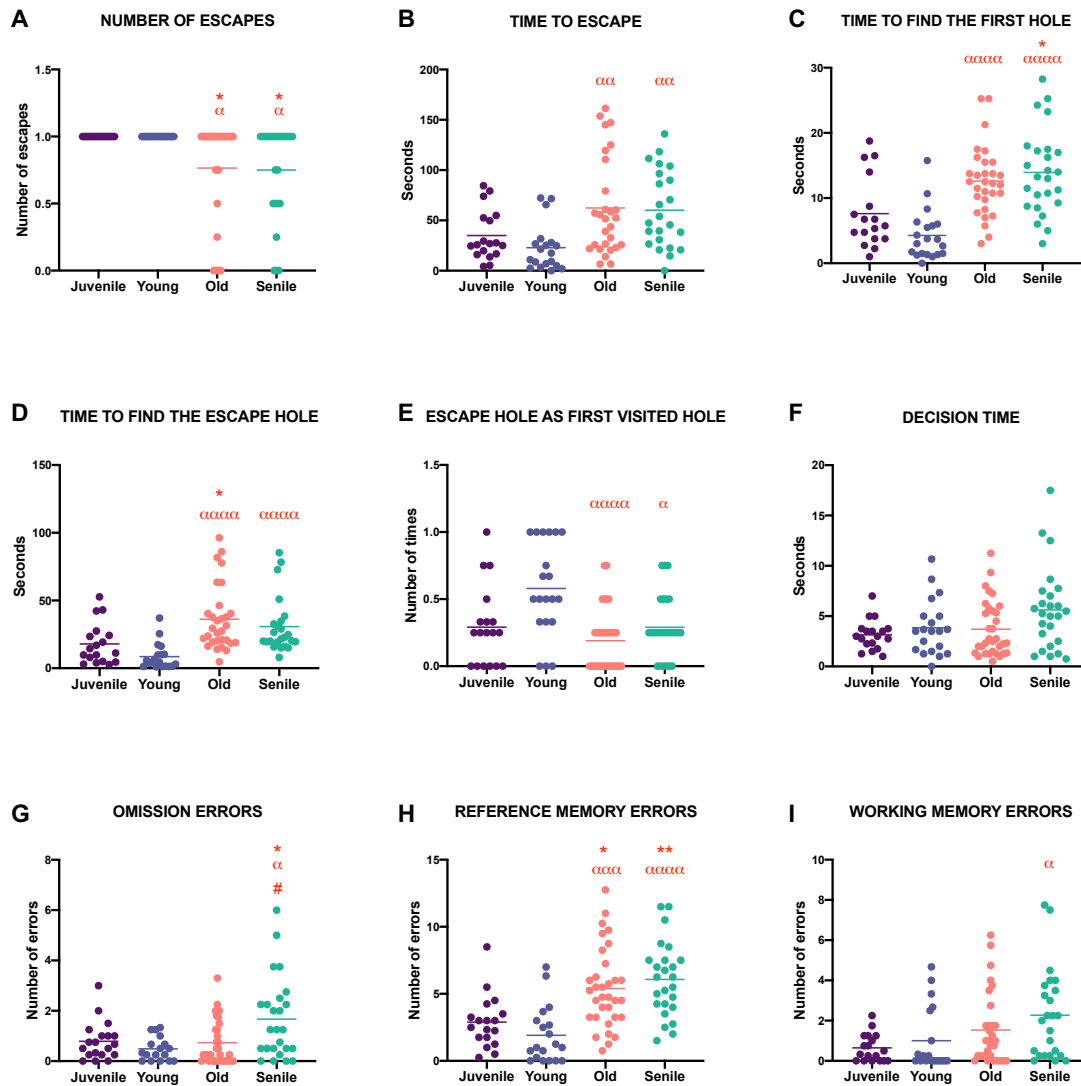 A NUMBER OF ESCAPES
Number of escapes
1.5
1.0
0.5
0.0
*
α
*
α
Juvenile Young Old Senile
B TIME TO ESCAPE
Seconds
200
150
100
50
0
αα αα
Juvenile Young Old Senile
C TIME TO FIND THE FIRST HOLE
Seconds
30
20
10
0
αααα
*
αααα
Juvenile Young Old Senile
D TIME TO FIND THE ESCAPE HOLE
Seconds
150
100
50
0
*
αααα
αααα
Juvenile Young Old Senile
E ESCAPE HOLE AS FIRST VISITED HOLE
Number of times
1.5
1.0
0.5
0.0
αααα α
Juvenile Young Old Senile
F DECISION TIME
20
15
10
5
0
Juvenile Young Old Senile
G OMISSION ERRORS
Number of errors
8
6
4
2
0
*
α
#
Juvenile Young Old Senile
H REFERENCE MEMORY ERRORS
Number of errors
15
10
5
0
*
ααα
**
αααα
Juvenile Young Old Senile
I WORKING MEMORY ERRORS
Number of errors
10
8
6
4
2
0
α
Juvenile Young Old Senile